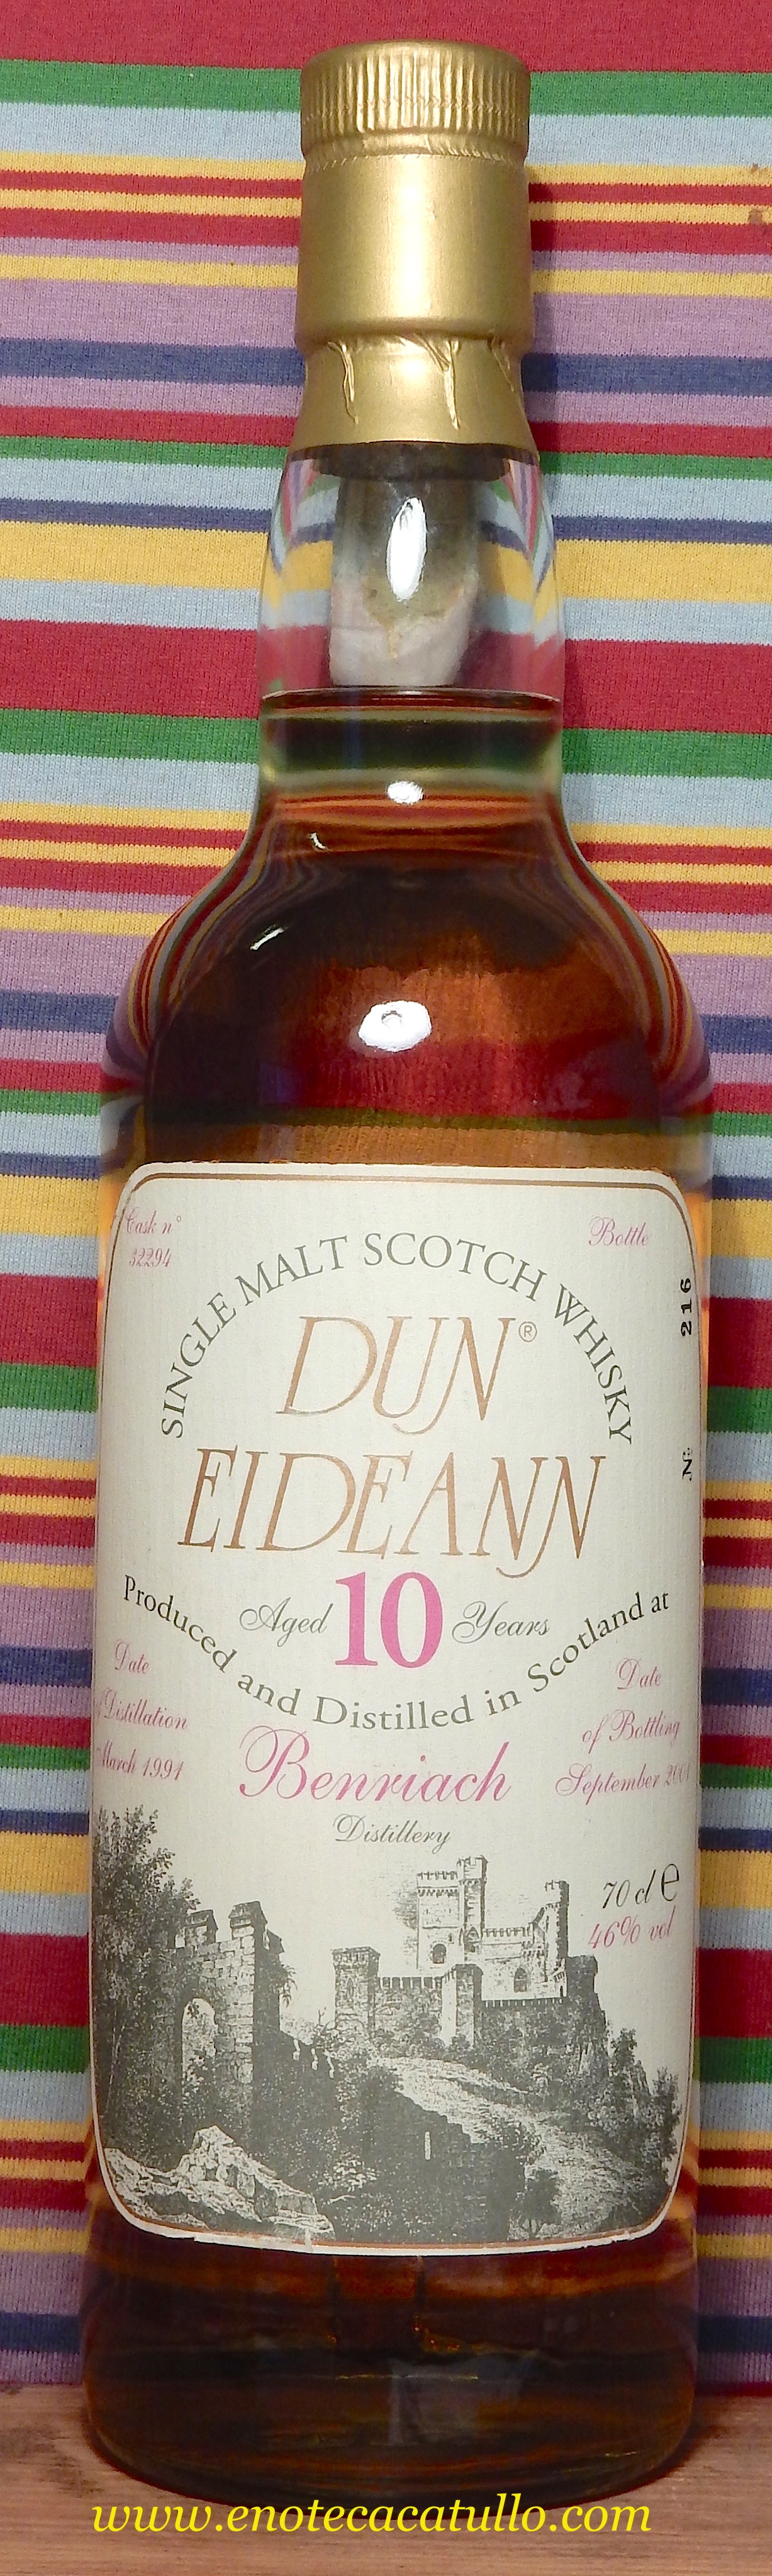 Cask n°
32294
Bottle
Nº 216
SINGLE MALT SCOTCH WHISKY
DUN®
EIDEANN
Aged 10 Years
Produced and Distilled in Scotland at
Date
Distillation
March 1991
Benriach
Distillery
Date
of Bottling
September
70 cl e
46% vol
www.enotecacatullo.com